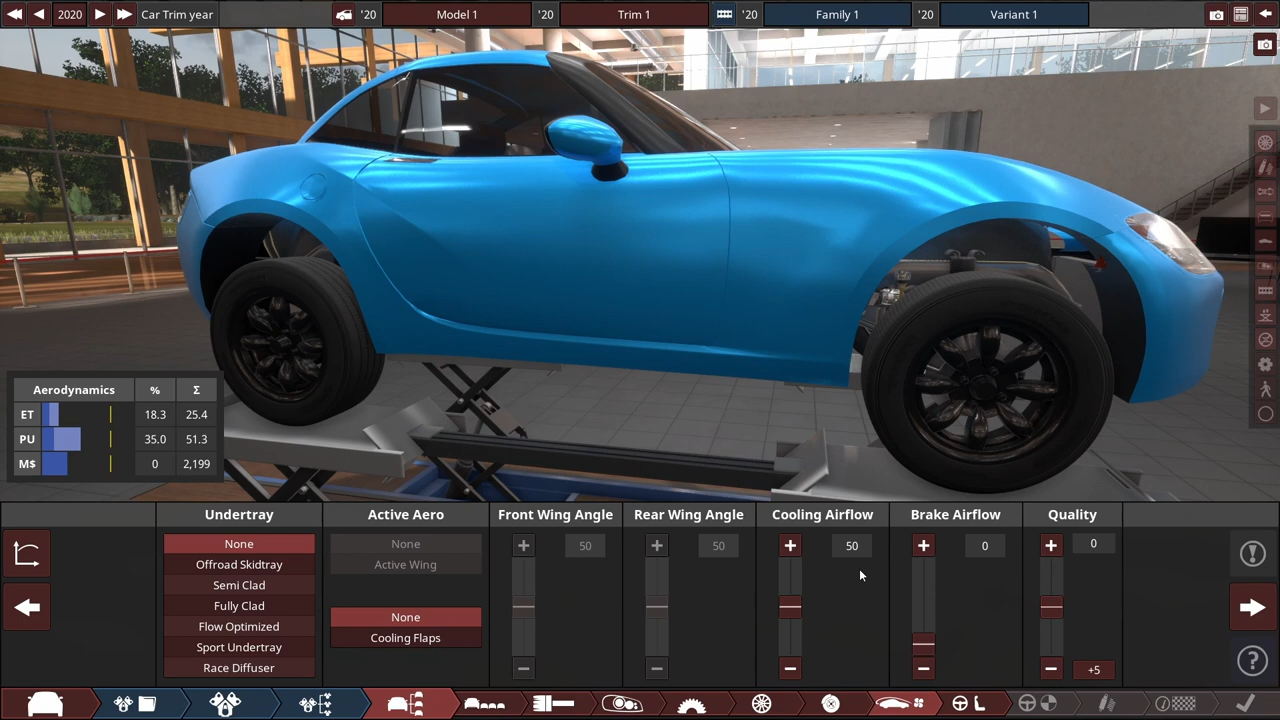 2020 Car Trim year '20 Model 1 '20 Trim 1 '20 Family 1 '20 Variant 1
Aerodynamics % Σ
ET 18.3 25.4
PU 35.0 51.3
M$ 0 2,199
Undertray
None
Offroad Skidtray
Semi Clad
Fully Clad
Flow Optimized
Sport Undertray
Race Diffuser
Active Aero
None
Active Wing
None
Cooling Flaps
Front Wing Angle
50
Rear Wing Angle
50
Cooling Airflow
50
Brake Airflow
0
Quality
0
+5